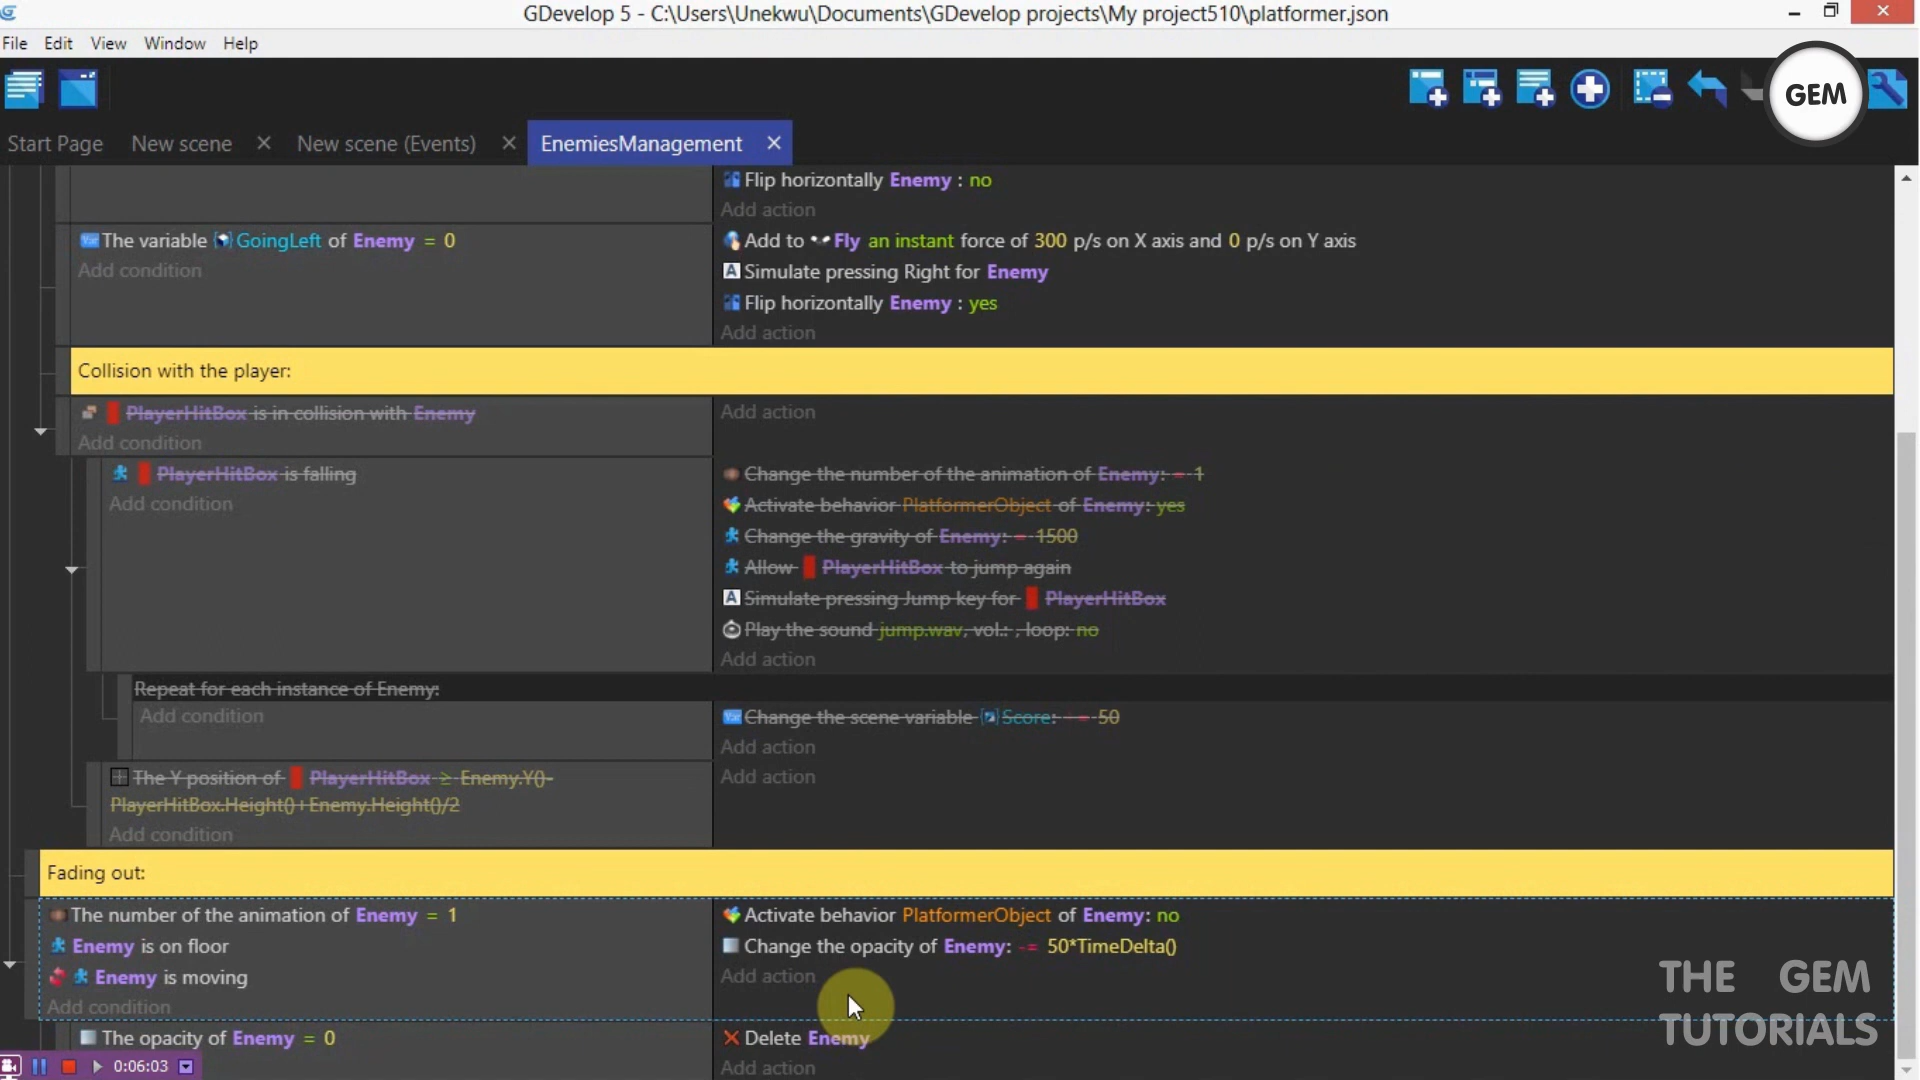 GDevelop 5 - C:\Users\Unekwu\Documents\GDevelop projects\My project510\platformer.json
File Edit View Window Help
GEM
Start Page New scene New scene (Events) EnemiesManagement
Flip horizontally Enemy : no
Add action
The variable GoingLeft of Enemy = 0
Add condition
Add to Fly an instant force of 300 p/s on X axis and 0 p/s on Y axis
Simulate pressing Right for Enemy
Flip horizontally Enemy : yes
Add action
Collision with the player:
PlayerHitBox is in collision with Enemy
Add condition
Add action
PlayerHitBox is falling
Add condition
Change the number of the animation of Enemy: = 1
Activate behavior PlatformerObject of Enemy: yes
Change the gravity of Enemy: = 1500
Allow PlayerHitBox to jump again
Simulate pressing Jump key for PlayerHitBox
Play the sound jump.wav, vol.: , loop: no
Add action
Repeat for each instance of Enemy:
Add condition
Change the scene variable Score: += 50
Add action
The Y position of PlayerHitBox ≥ Enemy.Y()-
PlayerHitBox.Height()+Enemy.Height()/2
Add condition
Add action
Fading out:
The number of the animation of Enemy = 1
Enemy is on floor
Enemy is moving
Add condition
Activate behavior PlatformerObject of Enemy: no
Change the opacity of Enemy: -= 50*TimeDelta()
Add action
The opacity of Enemy = 0
Delete Enemy
Add action
0:06:03
THE GEM
TUTORIALS